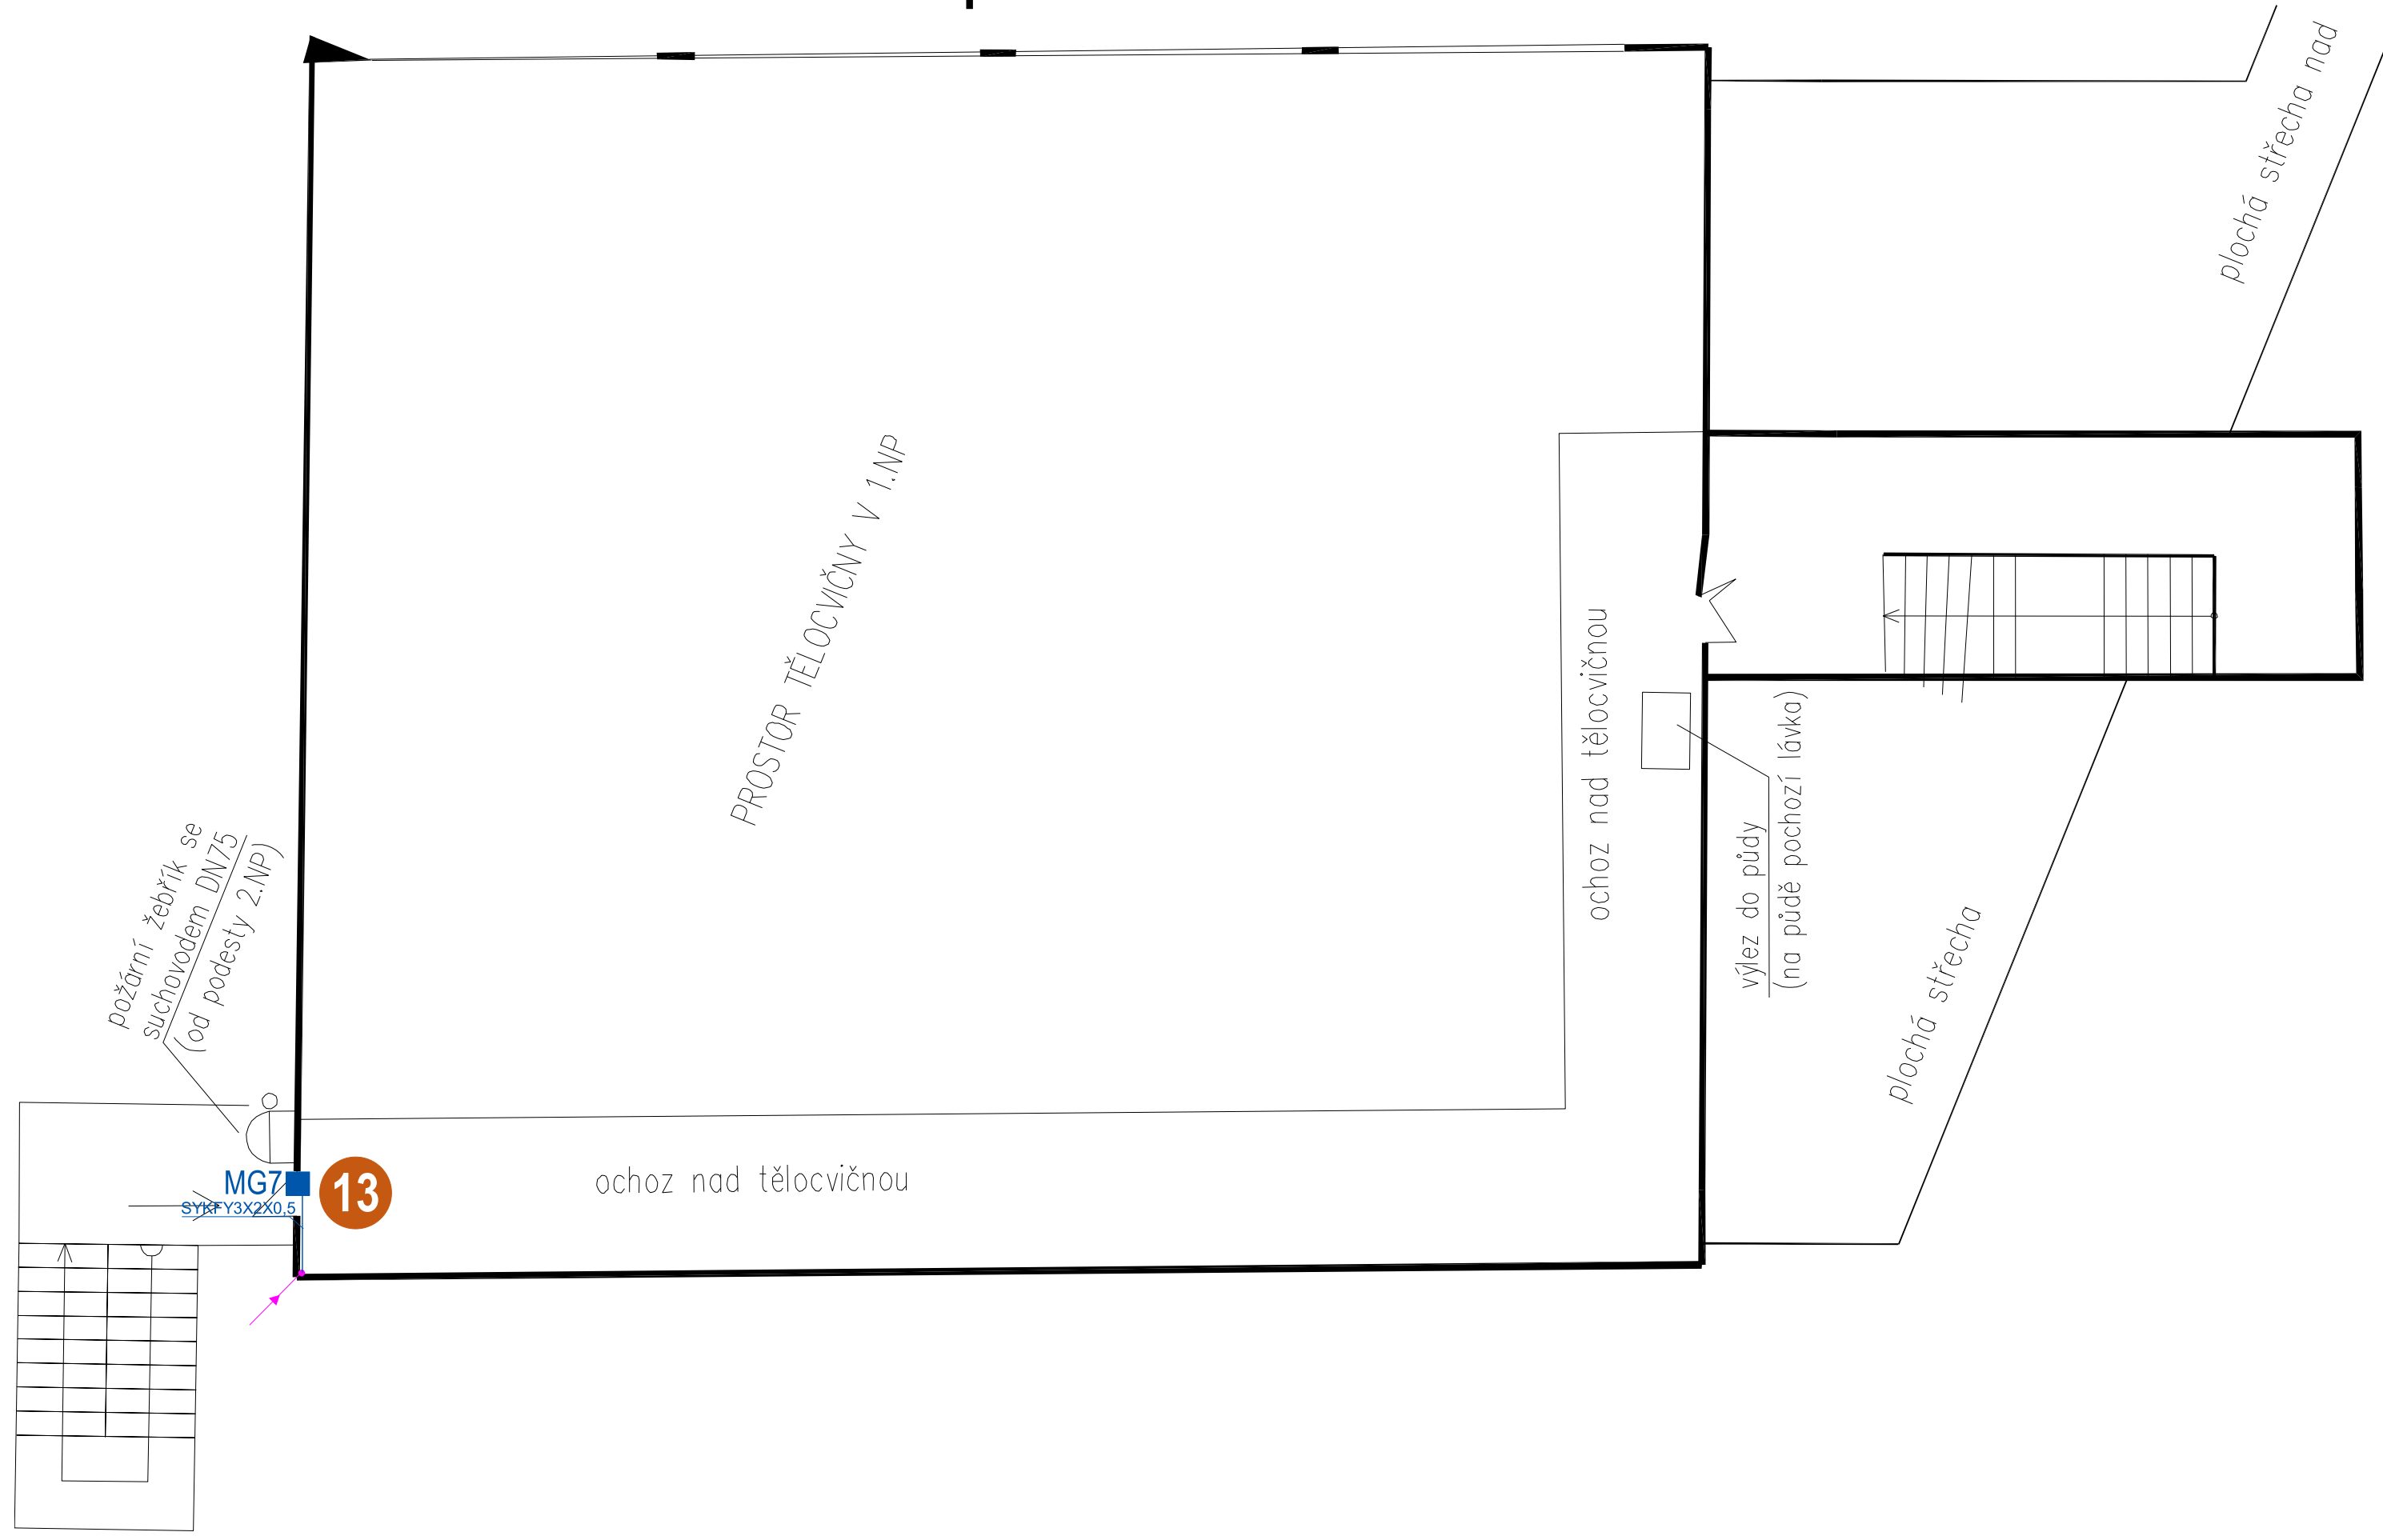 plochá střecha nad
PROSTOR TĚLOCVIČNY V 1.NP
ochoz nad tělocvičnou
výlez do půdy
(na půdě pochozí lávka)
požární žebřík se
suchovodem DN75
(od podesty 2.NP)
plochá střecha
MG7
SYKFY3X2X0,5
13
ochoz nad tělocvičnou